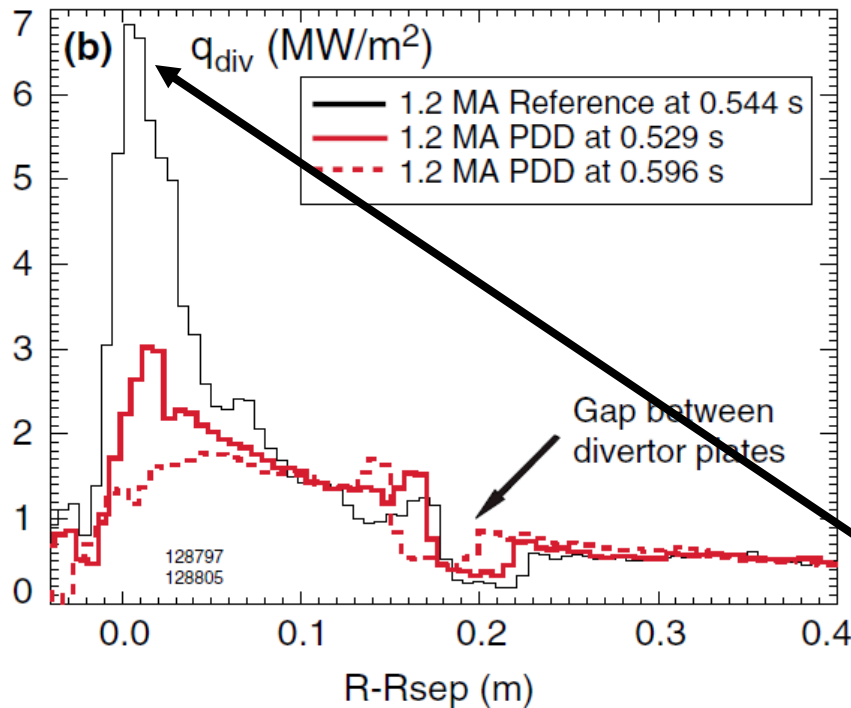 (b) q_div (MW/m²)
1.2 MA Reference at 0.544 s
1.2 MA PDD at 0.529 s
1.2 MA PDD at 0.596 s
7
6
5
4
3
2
1
0
Gap between
divertor plates
128797
128805
0.0 0.1 0.2 0.3 0.4
R-Rsep (m)